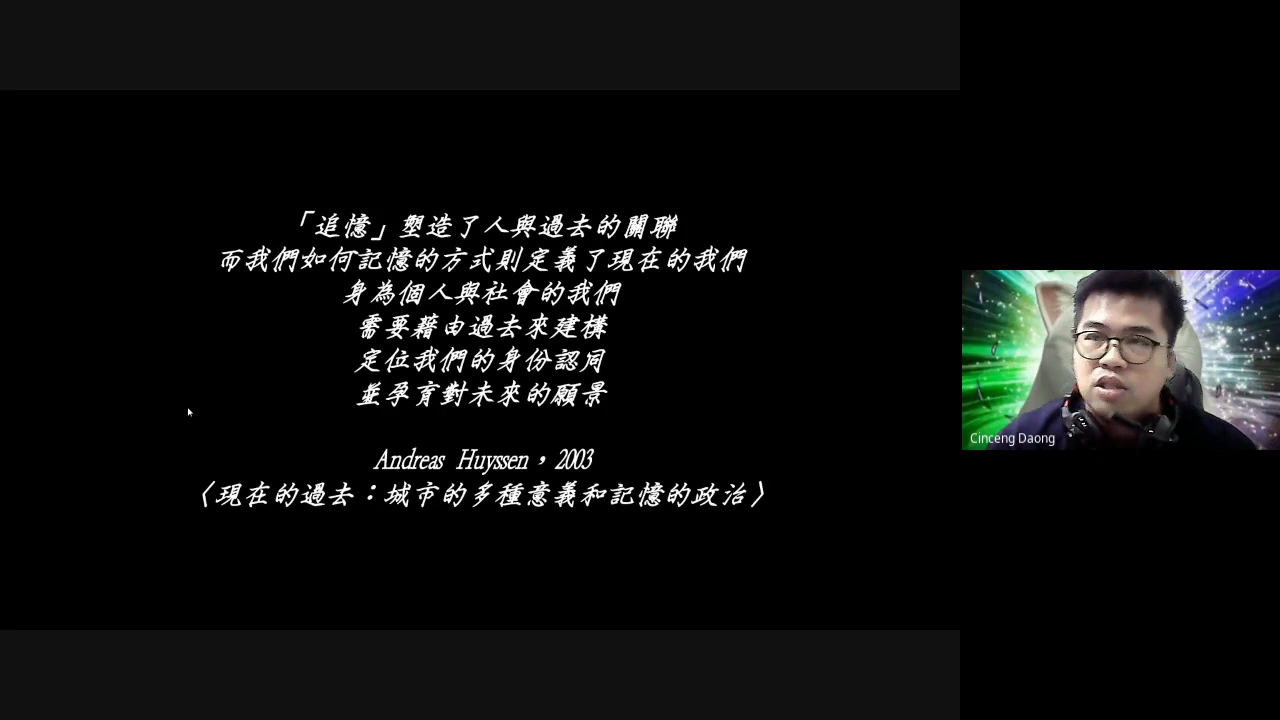 「追憶」塑造了人與過去的關聯
而我們如何記憶的方式則定義了現在的我們
身為個人與社會的我們
需要藉由過去來建構
定位我們的身份認同
並孕育對未來的願景
Andreas Huyssen，2003
〈現在的過去：城市的多種意義和記憶的政治〉
Cinceng Daong